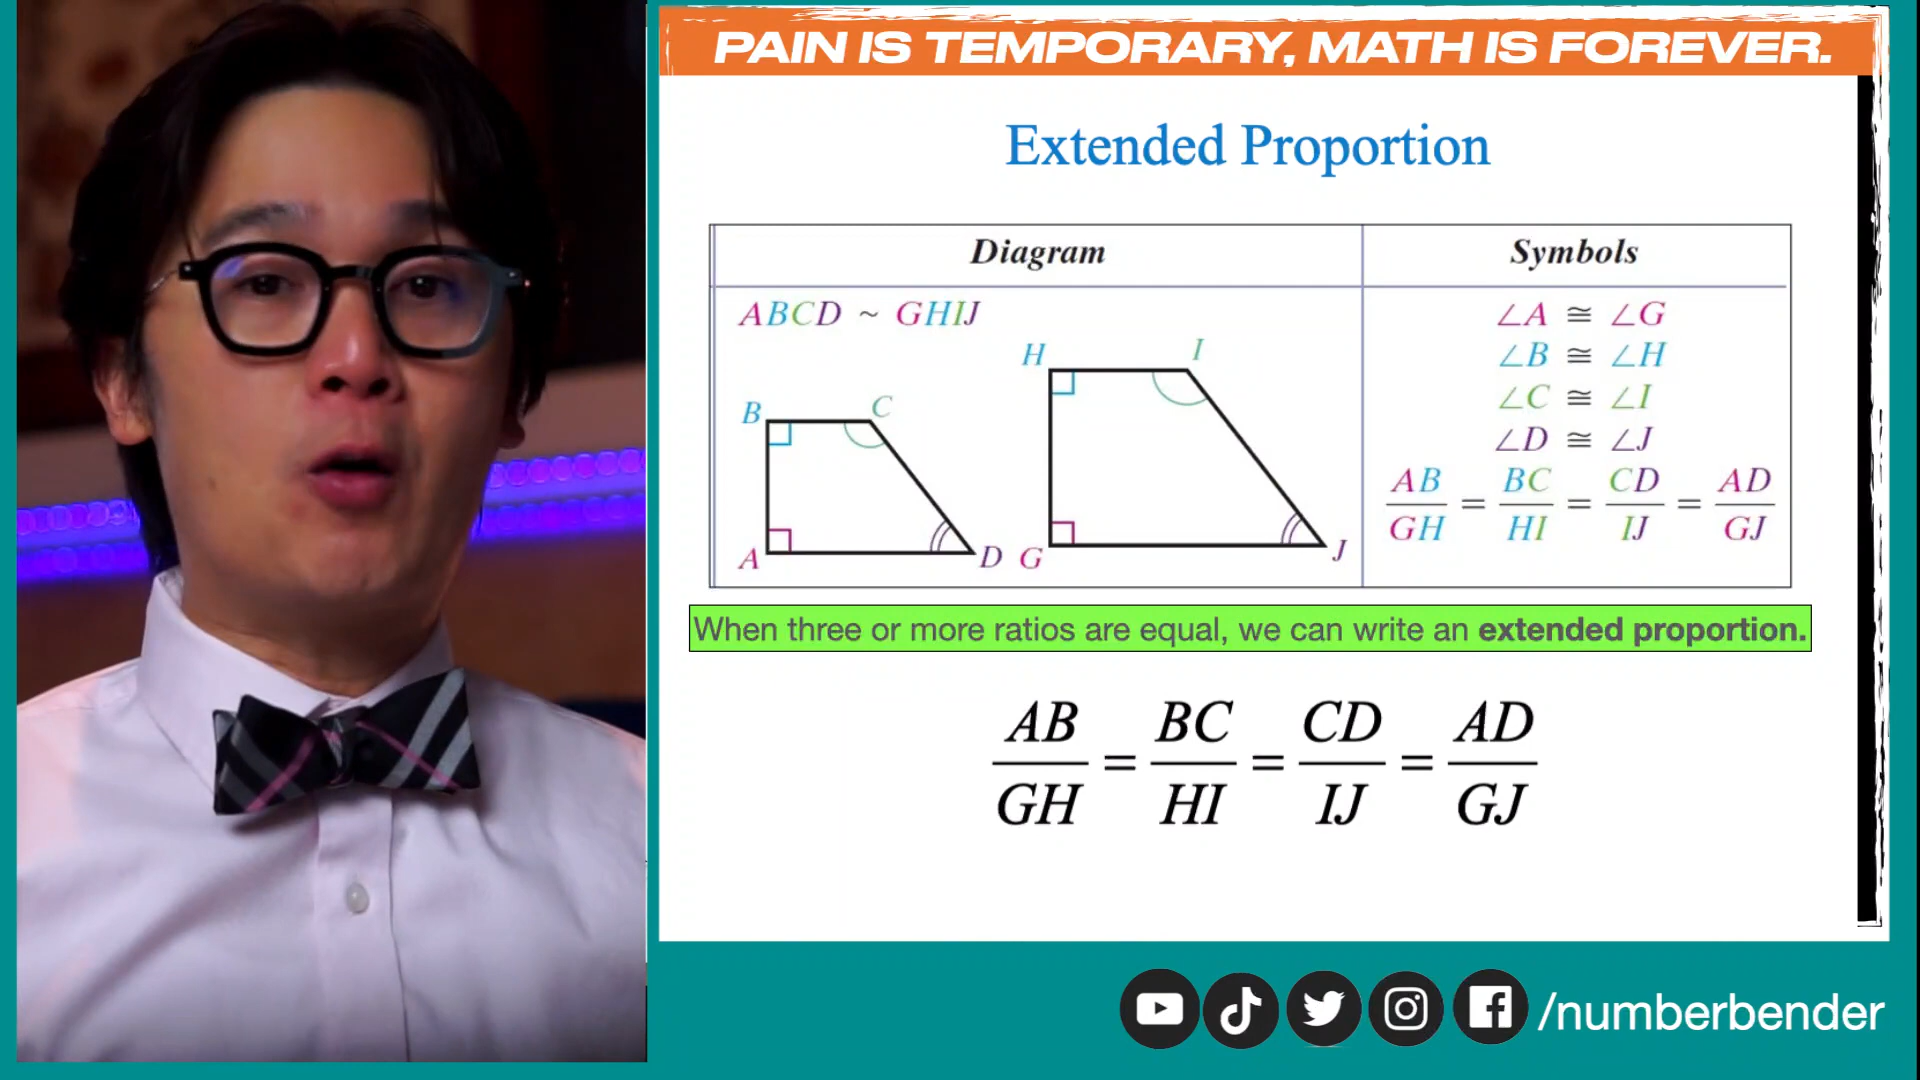 PAIN IS TEMPORARY, MATH IS FOREVER.
Extended Proportion
Diagram
Symbols
ABCD ~ GHIJ
H
I
B
C
A
D
G
J
∠A ≅ ∠G
∠B ≅ ∠H
∠C ≅ ∠I
∠D ≅ ∠J
AB/GH = BC/HI = CD/IJ = AD/GJ
When three or more ratios are equal, we can write an extended proportion.
AB/GH = BC/HI = CD/IJ = AD/GJ
/numberbender